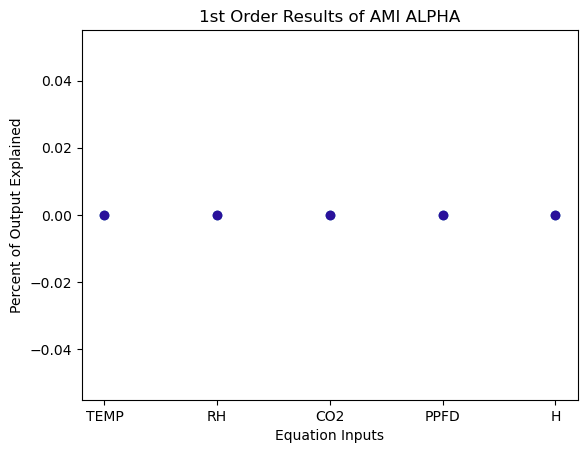 1st Order Results of AMI ALPHA
Percent of Output Explained
0.04
0.02
0.00
−0.02
−0.04
TEMP RH CO2 PPFD H
Equation Inputs